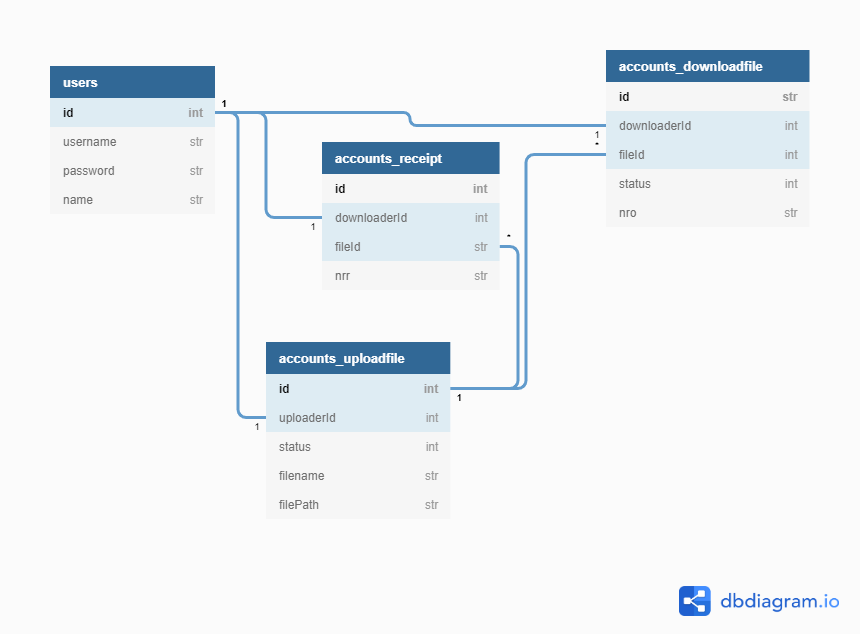 users
id int
username str
password str
name str
1
accounts_receipt
id int
downloaderId int
fileId str
nrr str
1
*
accounts_downloadfile
id str
downloaderId int
fileId int
status int
nro str
1
*
accounts_uploadfile
id int
uploaderId int
status int
filename str
filePath str
1
1
dbdiagram.io